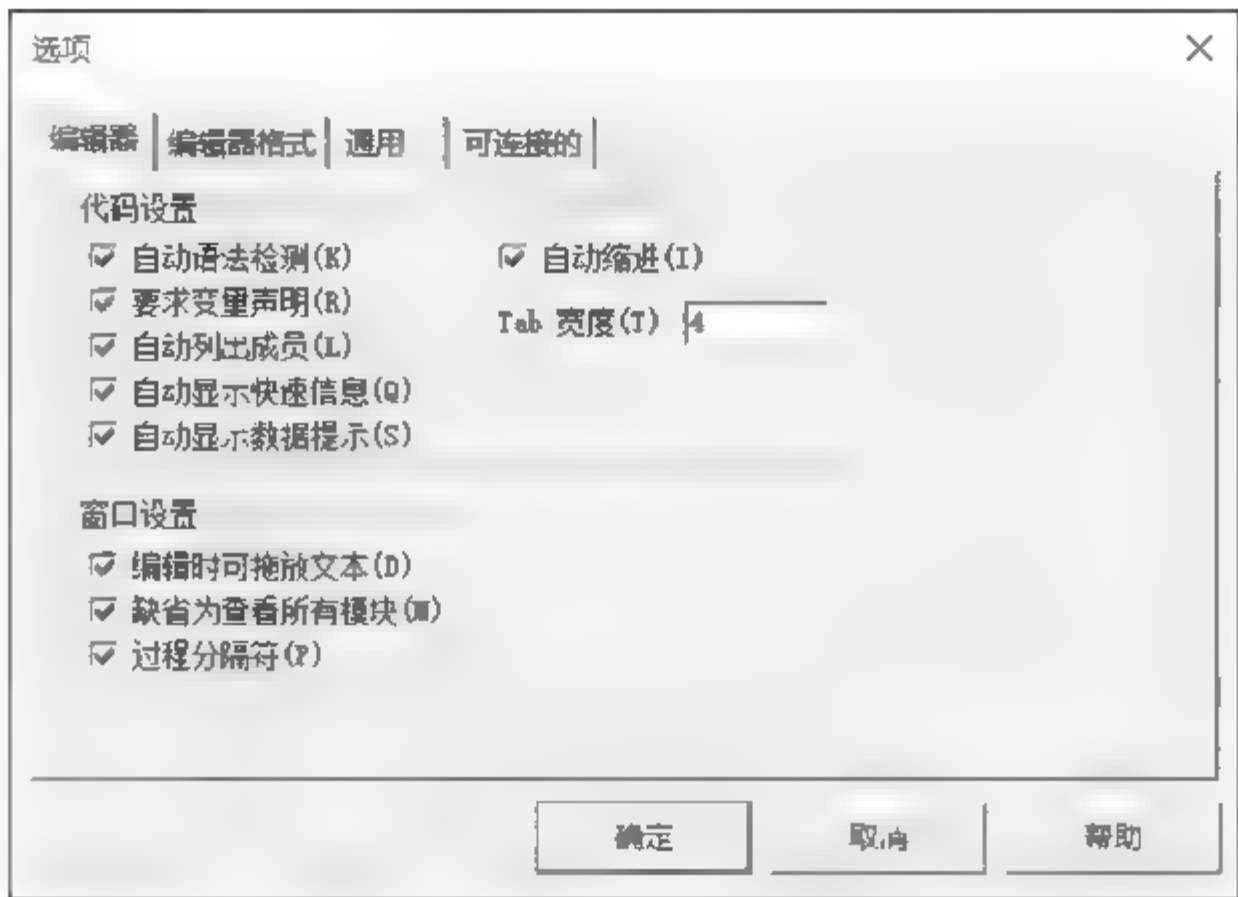 选项
编辑器 编辑器格式 通用 可连接的
代码设置
自动语法检测(K) 自动缩进(I)
要求变量声明(R)
Tab 宽度(T) 4
自动列出成员(L)
自动显示快速信息(Q)
自动显示数据提示(S)
窗口设置
编辑时可拖放文本(D)
缺省为查看所有模块(M)
过程分隔符(P)
确定 取消 帮助